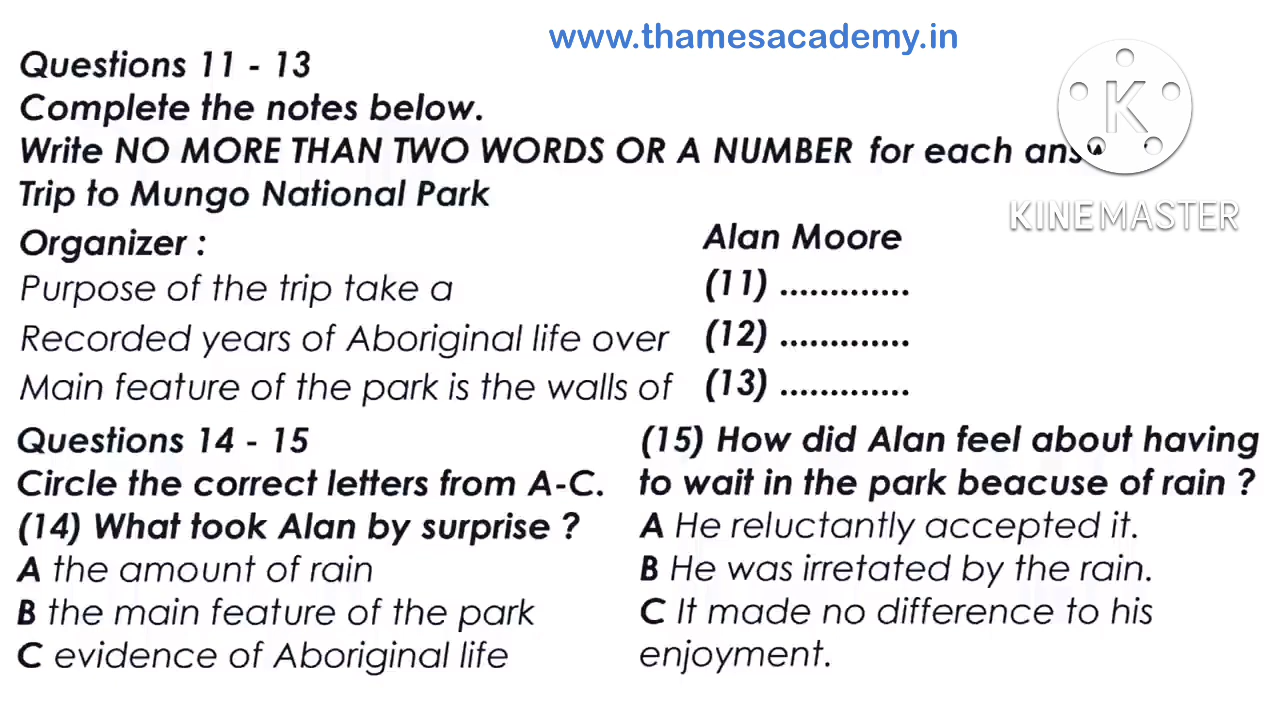 www.thamesacademy.in
Questions 11 - 13
Complete the notes below.
Write NO MORE THAN TWO WORDS OR A NUMBER for each answ
Trip to Mungo National Park
Organizer : Alan Moore
Purpose of the trip take a (11) .............
Recorded years of Aboriginal life over (12) .............
Main feature of the park is the walls of (13) .............
Questions 14 - 15
Circle the correct letters from A-C.
(14) What took Alan by surprise ?
A the amount of rain
B the main feature of the park
C evidence of Aboriginal life
(15) How did Alan feel about having
to wait in the park beacuse of rain ?
A He reluctantly accepted it.
B He was irretated by the rain.
C It made no difference to his
enjoyment.
K
KINEMASTER